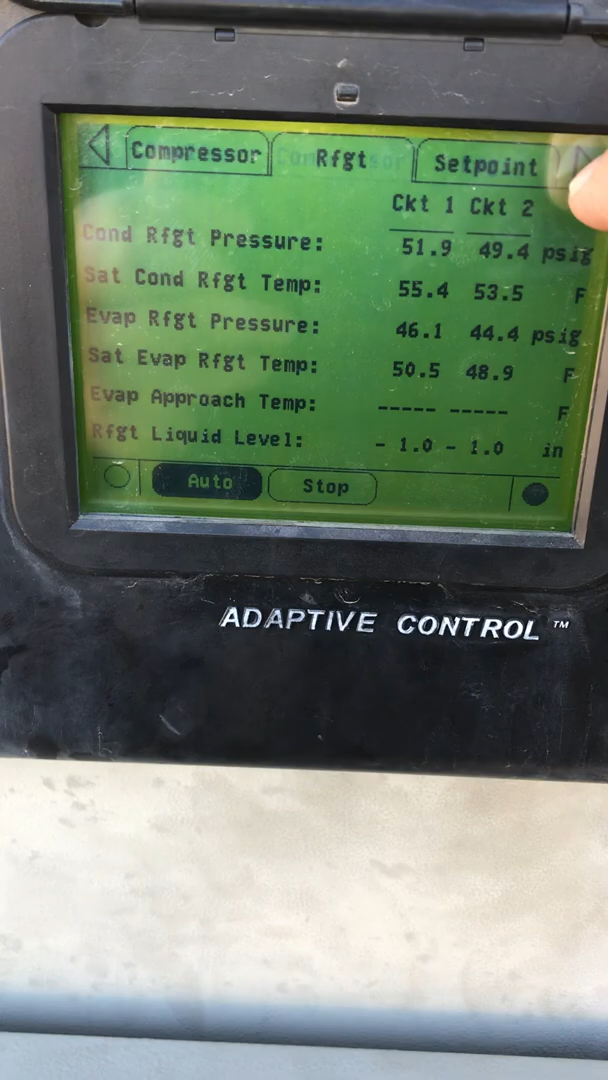 Compressor Rfgt Setpoint
Ckt 1 Ckt 2
Cond Rfgt Pressure: 51.9 49.4 psig
Sat Cond Rfgt Temp: 55.4 53.5 F
Evap Rfgt Pressure: 46.1 44.4 psig
Sat Evap Rfgt Temp: 50.5 48.9 F
Evap Approach Temp: ----- ----- F
Rfgt Liquid Level: - 1.0 - 1.0 in
Auto Stop
ADAPTIVE CONTROL™